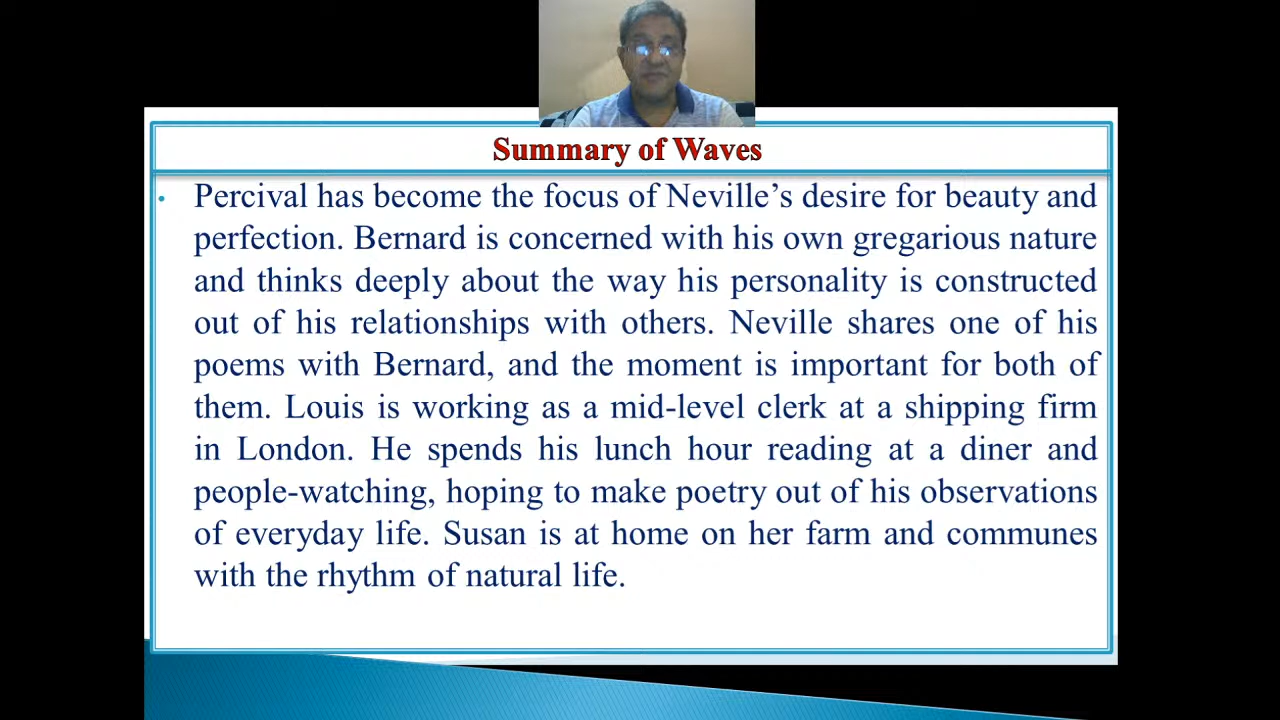 Summary of Waves
• Percival has become the focus of Neville’s desire for beauty and
perfection. Bernard is concerned with his own gregarious nature
and thinks deeply about the way his personality is constructed
out of his relationships with others. Neville shares one of his
poems with Bernard, and the moment is important for both of
them. Louis is working as a mid-level clerk at a shipping firm
in London. He spends his lunch hour reading at a diner and
people-watching, hoping to make poetry out of his observations
of everyday life. Susan is at home on her farm and communes
with the rhythm of natural life.